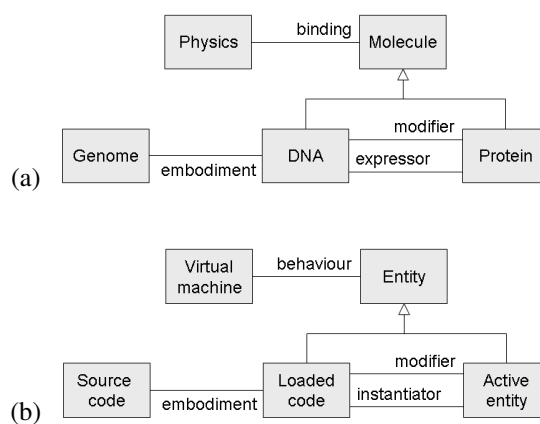 Physics
binding
Molecule
modifier
Genome
DNA
Protein
embodiment
expressor
(a)
Virtual
machine
behaviour
Entity
modifier
Source
code
Loaded
code
Active
entity
embodiment
instantiator
(b)